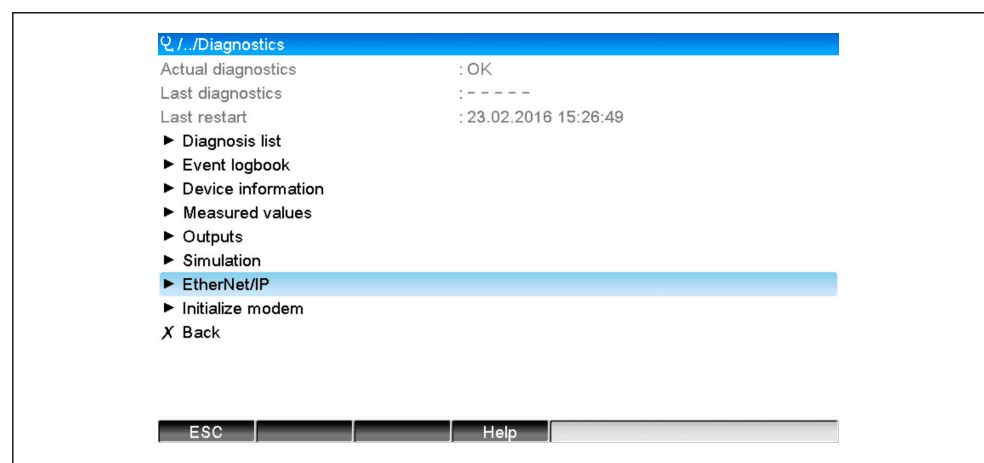 /../Diagnostics
Actual diagnostics : OK
Last diagnostics : - - - - -
Last restart : 23.02.2016 15:26:49
► Diagnosis list
► Event logbook
► Device information
► Measured values
► Outputs
► Simulation
► EtherNet/IP
► Initialize modem
X Back
ESC Help